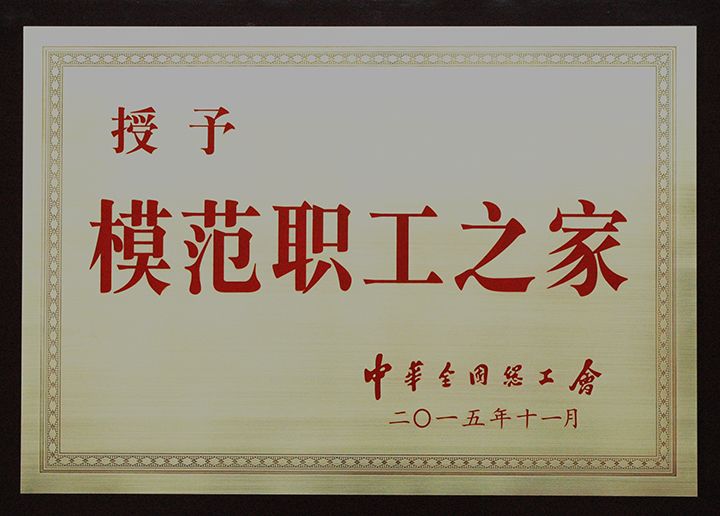 授予
模范职工之家
中华全国总工會
二〇一五年十一月